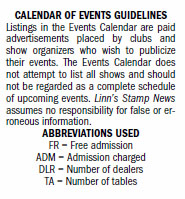 CALENDAR OF EVENTS GUIDELINES
Listings in the Events Calendar are paid
advertisements placed by clubs and
show organizers who wish to publicize
their events. The Events Calendar does
not attempt to list all shows and should
not be regarded as a complete schedule
of upcoming events. Linn's Stamp News
assumes no responsibility for false or er-
roneous information.
ABBREVIATIONS USED
FR = Free admission
ADM = Admission charged
DLR = Number of dealers
TA = Number of tables